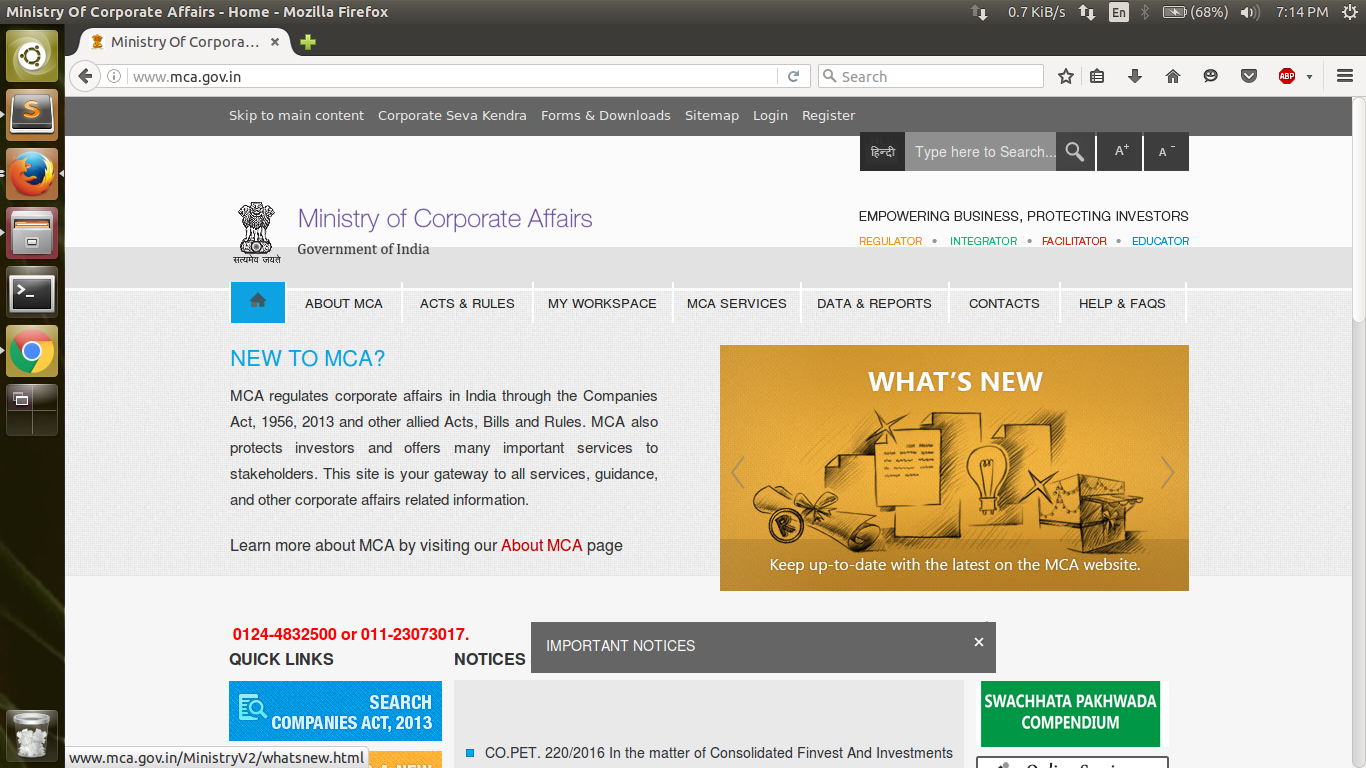 Ministry Of Corporate Affairs - Home - Mozilla Firefox
0.7 KiB/s En (68%) 7:14 PM
Ministry Of Corpora...
www.mca.gov.in
Search
ABP
Skip to main content Corporate Seva Kendra Forms & Downloads Sitemap Login Register
हिन्दी Type here to Search... A+ A-
Ministry of Corporate Affairs
Government of India
सत्यमेव जयते
EMPOWERING BUSINESS, PROTECTING INVESTORS
REGULATOR • INTEGRATOR • FACILITATOR • EDUCATOR
ABOUT MCA ACTS & RULES MY WORKSPACE MCA SERVICES DATA & REPORTS CONTACTS HELP & FAQS
NEW TO MCA?
MCA regulates corporate affairs in India through the Companies
Act, 1956, 2013 and other allied Acts, Bills and Rules. MCA also
protects investors and offers many important services to
stakeholders. This site is your gateway to all services, guidance,
and other corporate affairs related information.
Learn more about MCA by visiting our About MCA page
WHAT'S NEW
R
Keep up-to-date with the latest on the MCA website.
0124-4832500 or 011-23073017.
QUICK LINKS
NOTICES
IMPORTANT NOTICES ×
SEARCH
COMPANIES ACT, 2013
CO.PET. 220/2016 In the matter of Consolidated Finvest And Investments
SWACHHATA PAKHWADA
COMPENDIUM
www.mca.gov.in/MinistryV2/whatsnew.html